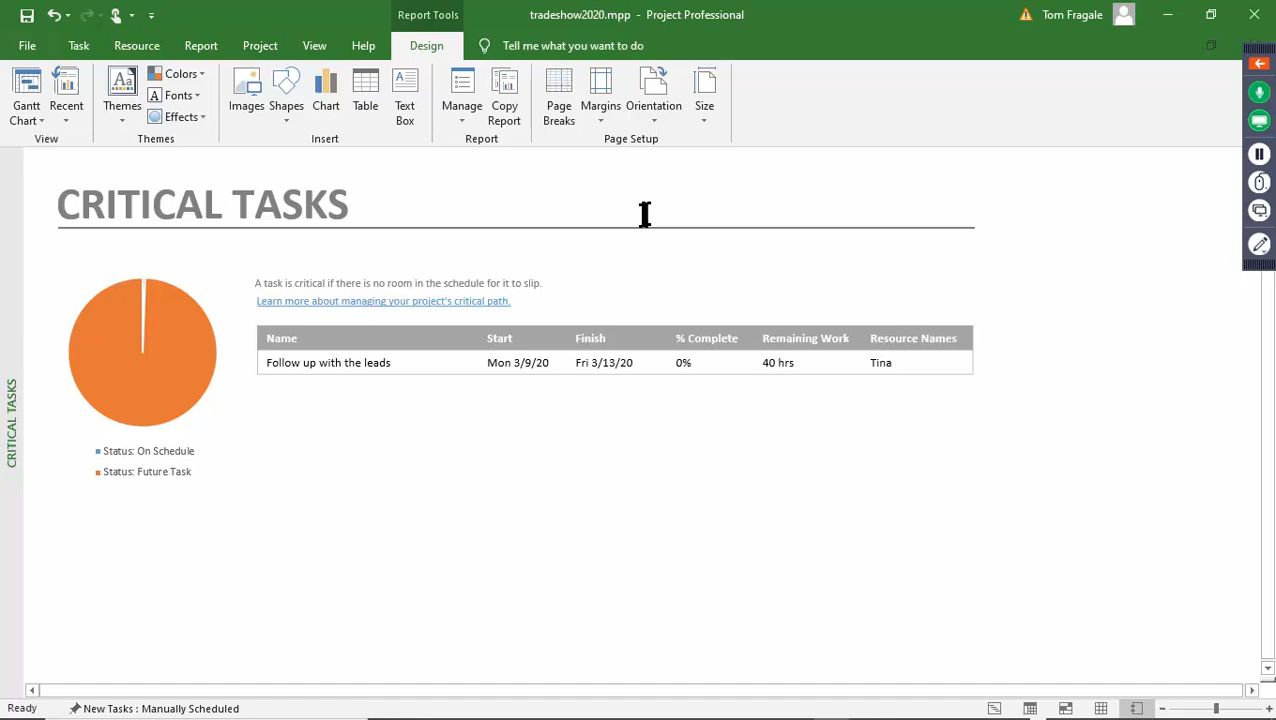 Report Tools
tradeshow2020.mpp - Project Professional
Tom Fragale
File Task Resource Report Project View Help Design Tell me what you want to do
Gantt Chart
Recent
Themes
Colors
Fonts
Effects
Images
Shapes
Chart
Table
Text Box
Manage
Copy Report
Page Breaks
Margins
Orientation
Size
View Themes Insert Report Page Setup
CRITICAL TASKS
CRITICAL TASKS
A task is critical if there is no room in the schedule for it to slip.
Learn more about managing your project's critical path.
Name Start Finish % Complete Remaining Work Resource Names
Follow up with the leads Mon 3/9/20 Fri 3/13/20 0% 40 hrs Tina
Status: On Schedule
Status: Future Task
Ready New Tasks : Manually Scheduled